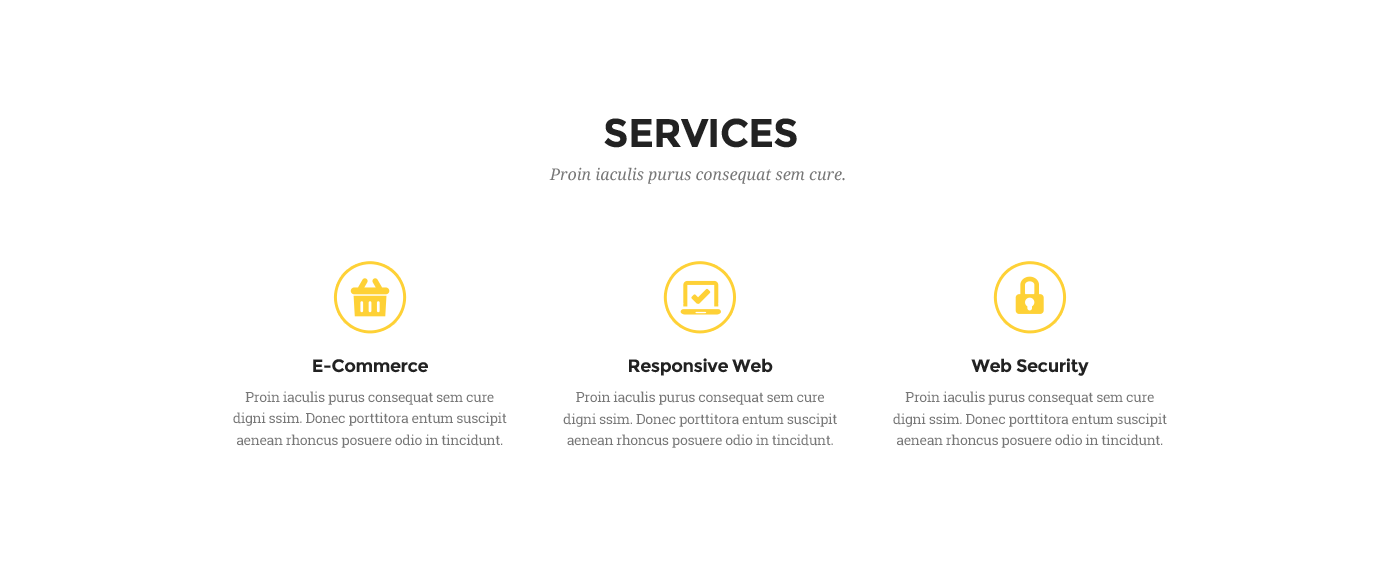 SERVICES
Proin iaculis purus consequat sem cure.
E-Commerce
Proin iaculis purus consequat sem cure
digni ssim. Donec porttitora entum suscipit
aenean rhoncus posuere odio in tincidunt.
Responsive Web
Proin iaculis purus consequat sem cure
digni ssim. Donec porttitora entum suscipit
aenean rhoncus posuere odio in tincidunt.
Web Security
Proin iaculis purus consequat sem cure
digni ssim. Donec porttitora entum suscipit
aenean rhoncus posuere odio in tincidunt.